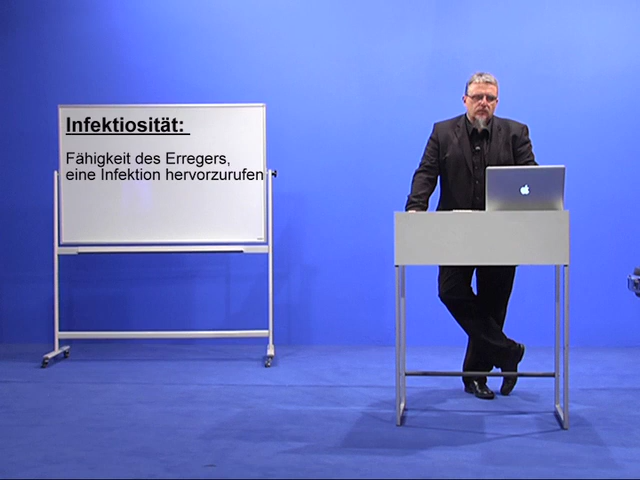 Infektiosität:
Fähigkeit des Erregers,
eine Infektion hervorzurufen